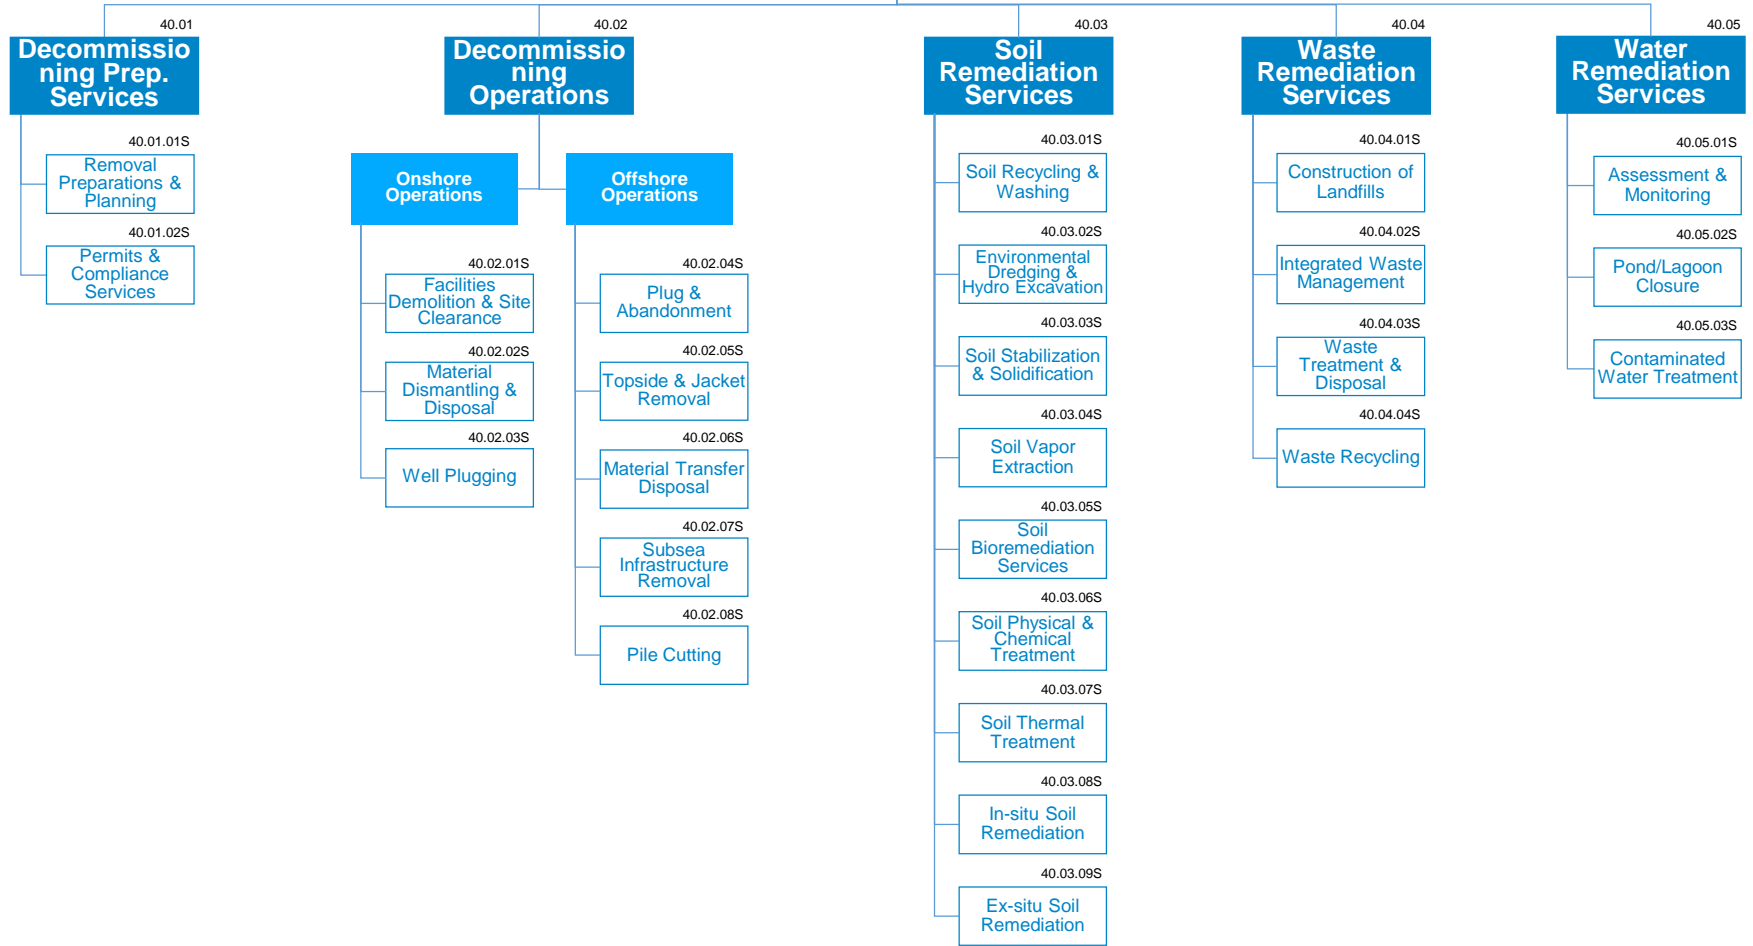 40.01
Decommissio
ning Prep.
Services
40.01.01S
Removal
Preparations &
Planning
40.01.02S
Permits &
Compliance
Services
40.02
Decommissio
ning
Operations
Onshore
Operations
40.02.01S
Facilities
Demolition & Site
Clearance
40.02.02S
Material
Dismantling &
Disposal
40.02.03S
Well Plugging
Offshore
Operations
40.02.04S
Plug &
Abandonment
40.02.05S
Topside & Jacket
Removal
40.02.06S
Material Transfer
Disposal
40.02.07S
Subsea
Infrastructure
Removal
40.02.08S
Pile Cutting
40.03
Soil
Remediation
Services
40.03.01S
Soil Recycling &
Washing
40.03.02S
Environmental
Dredging &
Hydro Excavation
40.03.03S
Soil Stabilization
& Solidification
40.03.04S
Soil Vapor
Extraction
40.03.05S
Soil
Bioremediation
Services
40.03.06S
Soil Physical &
Chemical
Treatment
40.03.07S
Soil Thermal
Treatment
40.03.08S
In-situ Soil
Remediation
40.03.09S
Ex-situ Soil
Remediation
40.04
Waste
Remediation
Services
40.04.01S
Construction of
Landfills
40.04.02S
Integrated Waste
Management
40.04.03S
Waste
Treatment &
Disposal
40.04.04S
Waste Recycling
40.05
Water
Remediation
Services
40.05.01S
Assessment &
Monitoring
40.05.02S
Pond/Lagoon
Closure
40.05.03S
Contaminated
Water Treatment